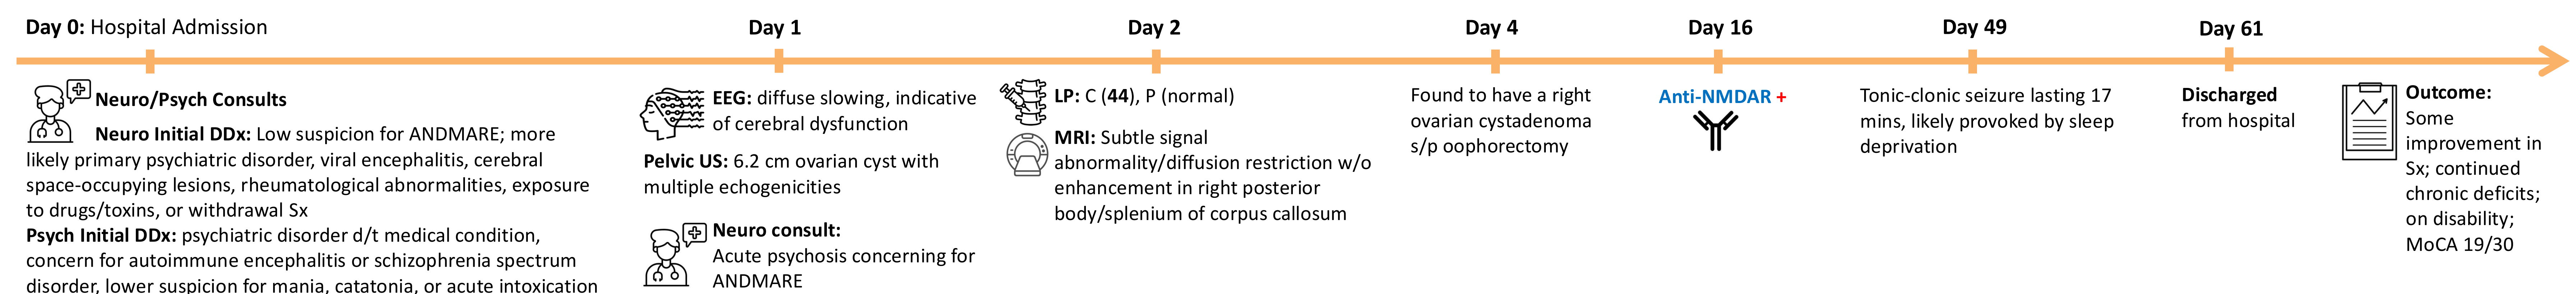 Day 0: Hospital Admission
Neuro/Psych Consults
Neuro Initial DDx: Low suspicion for ANDMARE; more
likely primary psychiatric disorder, viral encephalitis, cerebral
space-occupying lesions, rheumatological abnormalities, exposure
to drugs/toxins, or withdrawal Sx
Psych Initial DDx: psychiatric disorder d/t medical condition,
concern for autoimmune encephalitis or schizophrenia spectrum
disorder, lower suspicion for mania, catatonia, or acute intoxication
Day 1
EEG: diffuse slowing, indicative
of cerebral dysfunction
Pelvic US: 6.2 cm ovarian cyst with
multiple echogenicities
Neuro consult:
Acute psychosis concerning for
ANDMARE
Day 2
LP: C (44), P (normal)
MRI: Subtle signal
abnormality/diffusion restriction w/o
enhancement in right posterior
body/splenium of corpus callosum
Day 4
Found to have a right
ovarian cystadenoma
s/p oophorectomy
Day 16
Anti-NMDAR +
Day 49
Tonic-clonic seizure lasting 17
mins, likely provoked by sleep
deprivation
Day 61
Discharged
from hospital
Outcome:
Some
improvement in
Sx; continued
chronic deficits;
on disability;
MoCA 19/30